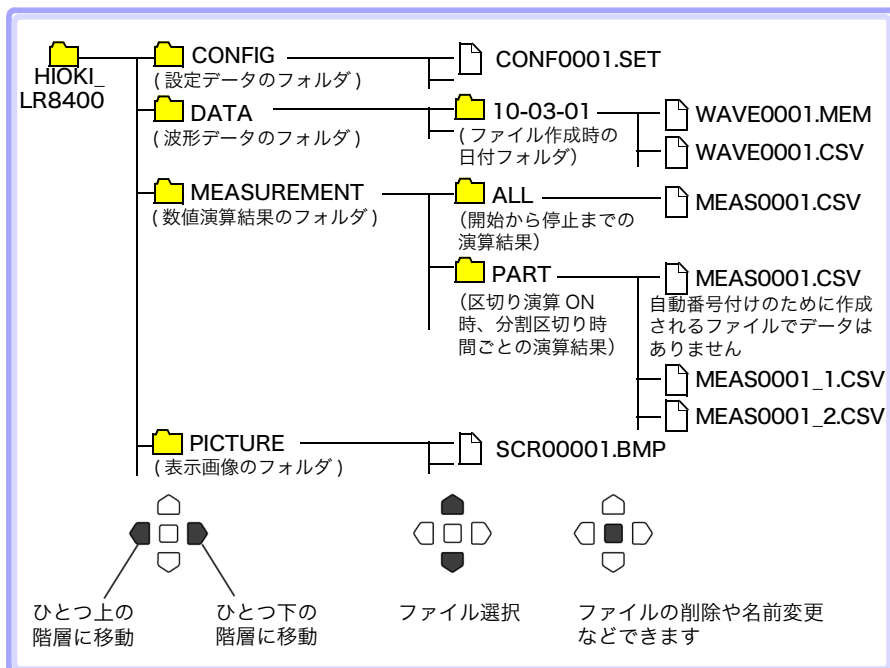 HIOKI_
LR8400
CONFIG
(設定データのフォルダ)
CONF0001.SET
DATA
(波形データのフォルダ)
10-03-01
(ファイル作成時の
日付フォルダ)
WAVE0001.MEM
WAVE0001.CSV
MEASUREMENT
(数値演算結果のフォルダ)
ALL
(開始から停止までの
演算結果)
MEAS0001.CSV
PART
(区切り演算 ON
時、分割区切り時
間ごとの演算結果)
MEAS0001.CSV
自動番号付けのために作成
されるファイルでデータは
ありません
MEAS0001_1.CSV
MEAS0001_2.CSV
PICTURE
(表示画像のフォルダ)
SCR00001.BMP
ひとつ上の
階層に移動
ひとつ下の
階層に移動
ファイル選択
ファイルの削除や名前変更
などできます